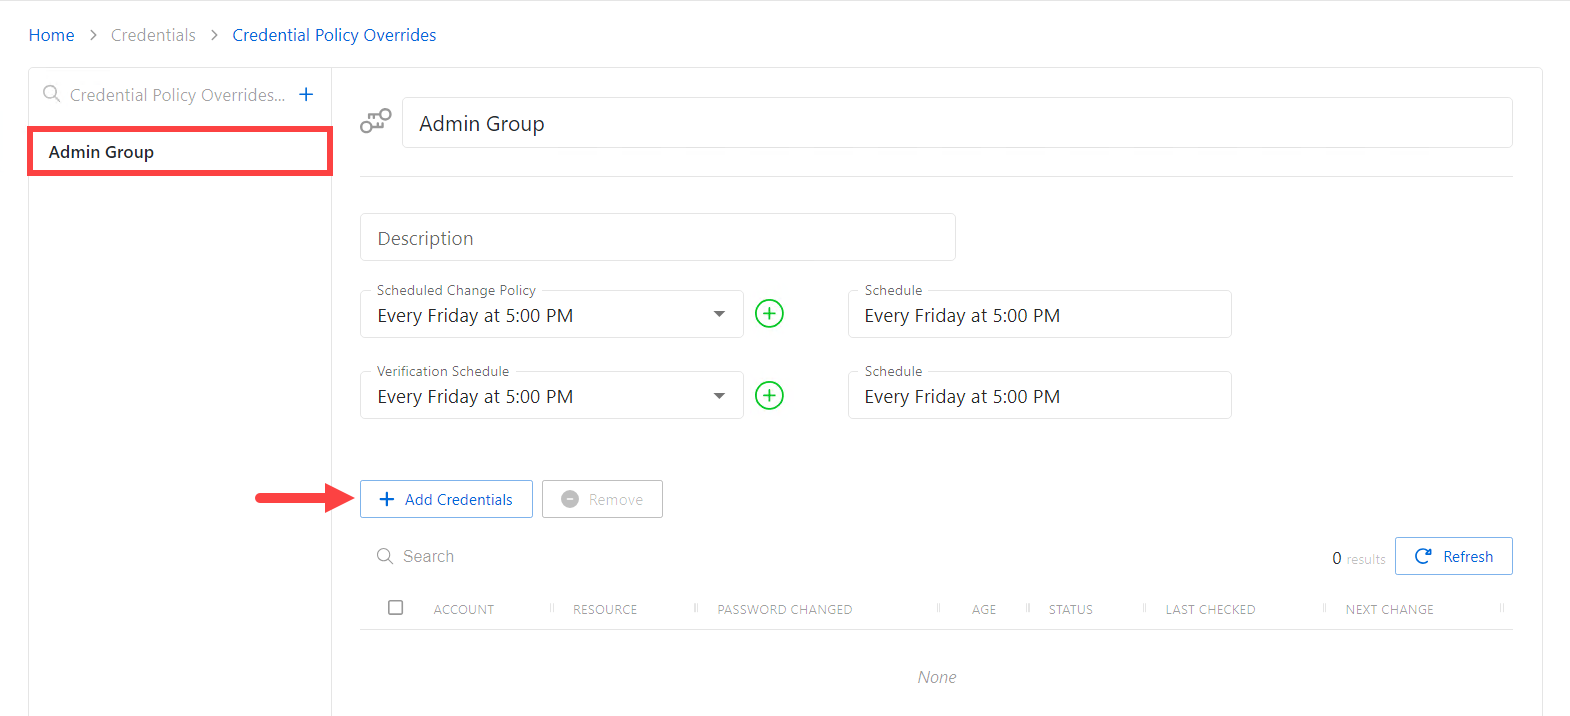 Home > Credentials > Credential Policy Overrides
Credential Policy Overrides... +
Admin Group
Admin Group
Description
Scheduled Change Policy
Every Friday at 5:00 PM
Schedule
Every Friday at 5:00 PM
Verification Schedule
Every Friday at 5:00 PM
Schedule
Every Friday at 5:00 PM
+ Add Credentials
Remove
Search
0 results
Refresh
ACCOUNT RESOURCE PASSWORD CHANGED AGE STATUS LAST CHECKED NEXT CHANGE
None